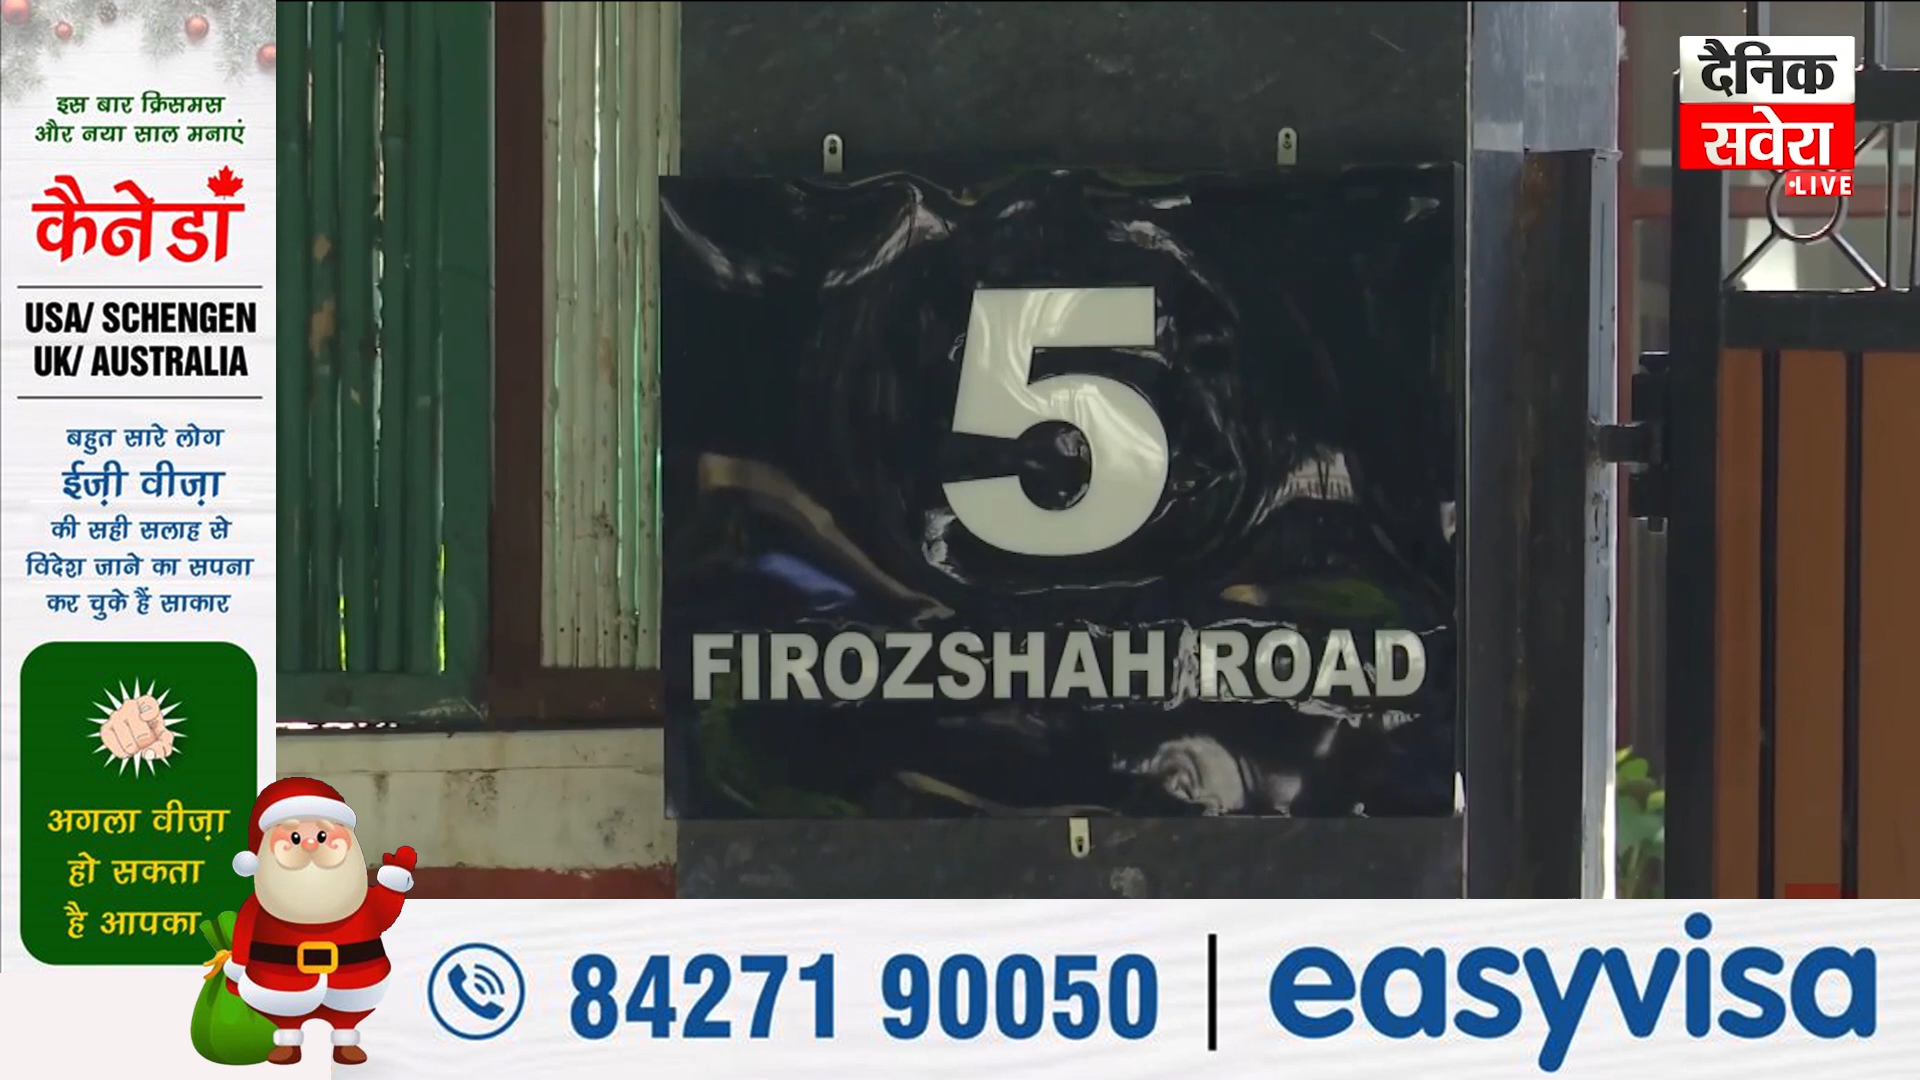 इस बार क्रिसमस
और नया साल मनाएं
कैनेडा
USA/ SCHENGEN
UK/ AUSTRALIA
बहुत सारे लोग
ईज़ी वीज़ा
की सही सलाह से
विदेश जाने का सपना
कर चुके हैं साकार
अगला वीज़ा
हो सकता
है आपका
5
FIROZSHAH ROAD
दैनिक
सवेरा
LIVE
84271 90050 | easyvisa